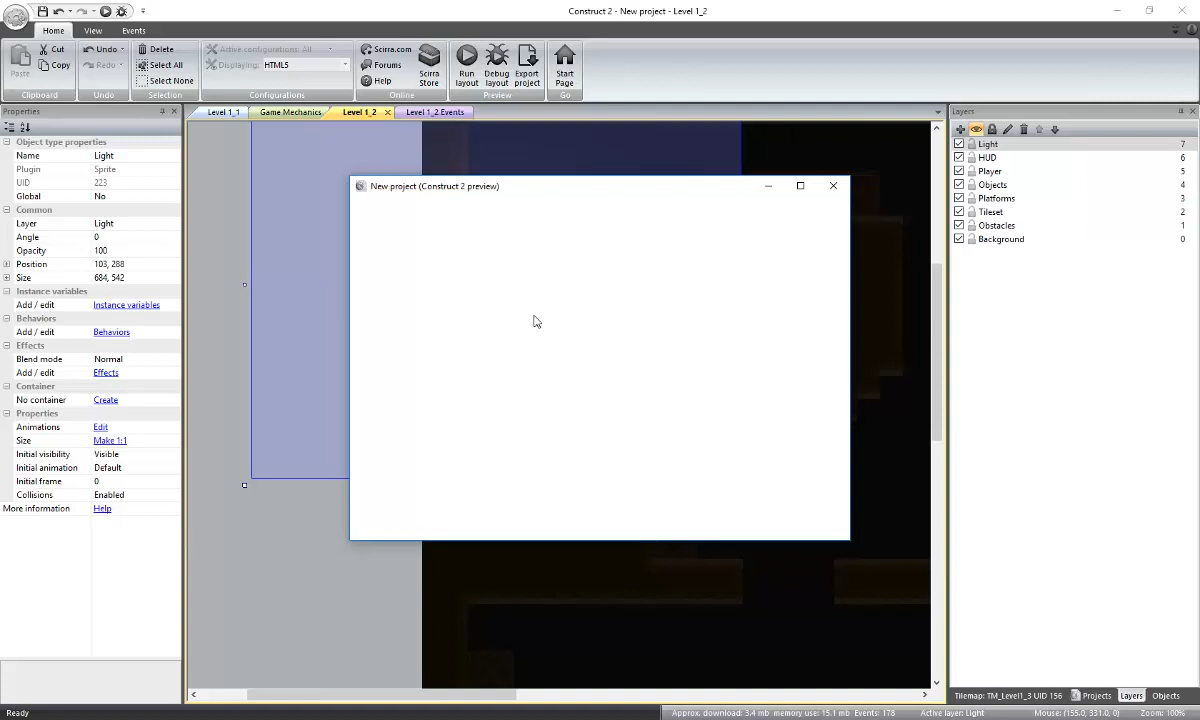 Construct 2 - New project - Level 1_2
Home View Events
Paste
Cut
Copy
Clipboard
Undo
Redo
Undo
Delete
Select All
Select None
Selection
Active configurations: All
Displaying: HTML5
Configurations
Scirra.com
Forums
Help
Scirra Store
Online
Run layout
Debug layout
Export project
Preview
Start Page
Go
Properties
Level 1_1 Game Mechanics Level 1_2 Level 1_2 Events
Layers
Object type properties
Name Light
Plugin Sprite
UID 223
Global No
Common
Layer Light
Angle 0
Opacity 100
Position 103, 288
Size 684, 542
Instance variables
Add / edit Instance variables
Behaviors
Add / edit Behaviors
Effects
Blend mode Normal
Add / edit Effects
Container
No container Create
Properties
Animations Edit
Size Make 1:1
Initial visibility Visible
Initial animation Default
Initial frame 0
Collisions Enabled
More information Help
New project (Construct 2 preview)
Light 7
HUD 6
Player 5
Objects 4
Platforms 3
Tileset 2
Obstacles 1
Background 0
Tilemap: TM_Level1_3 UID 156 Projects Layers Objects
Ready
Approx. download: 3.4 mb memory use: 15.1 mb Events: 178 Active layer: Light Mouse: (155.0, 331.0, 0) Zoom: 100%